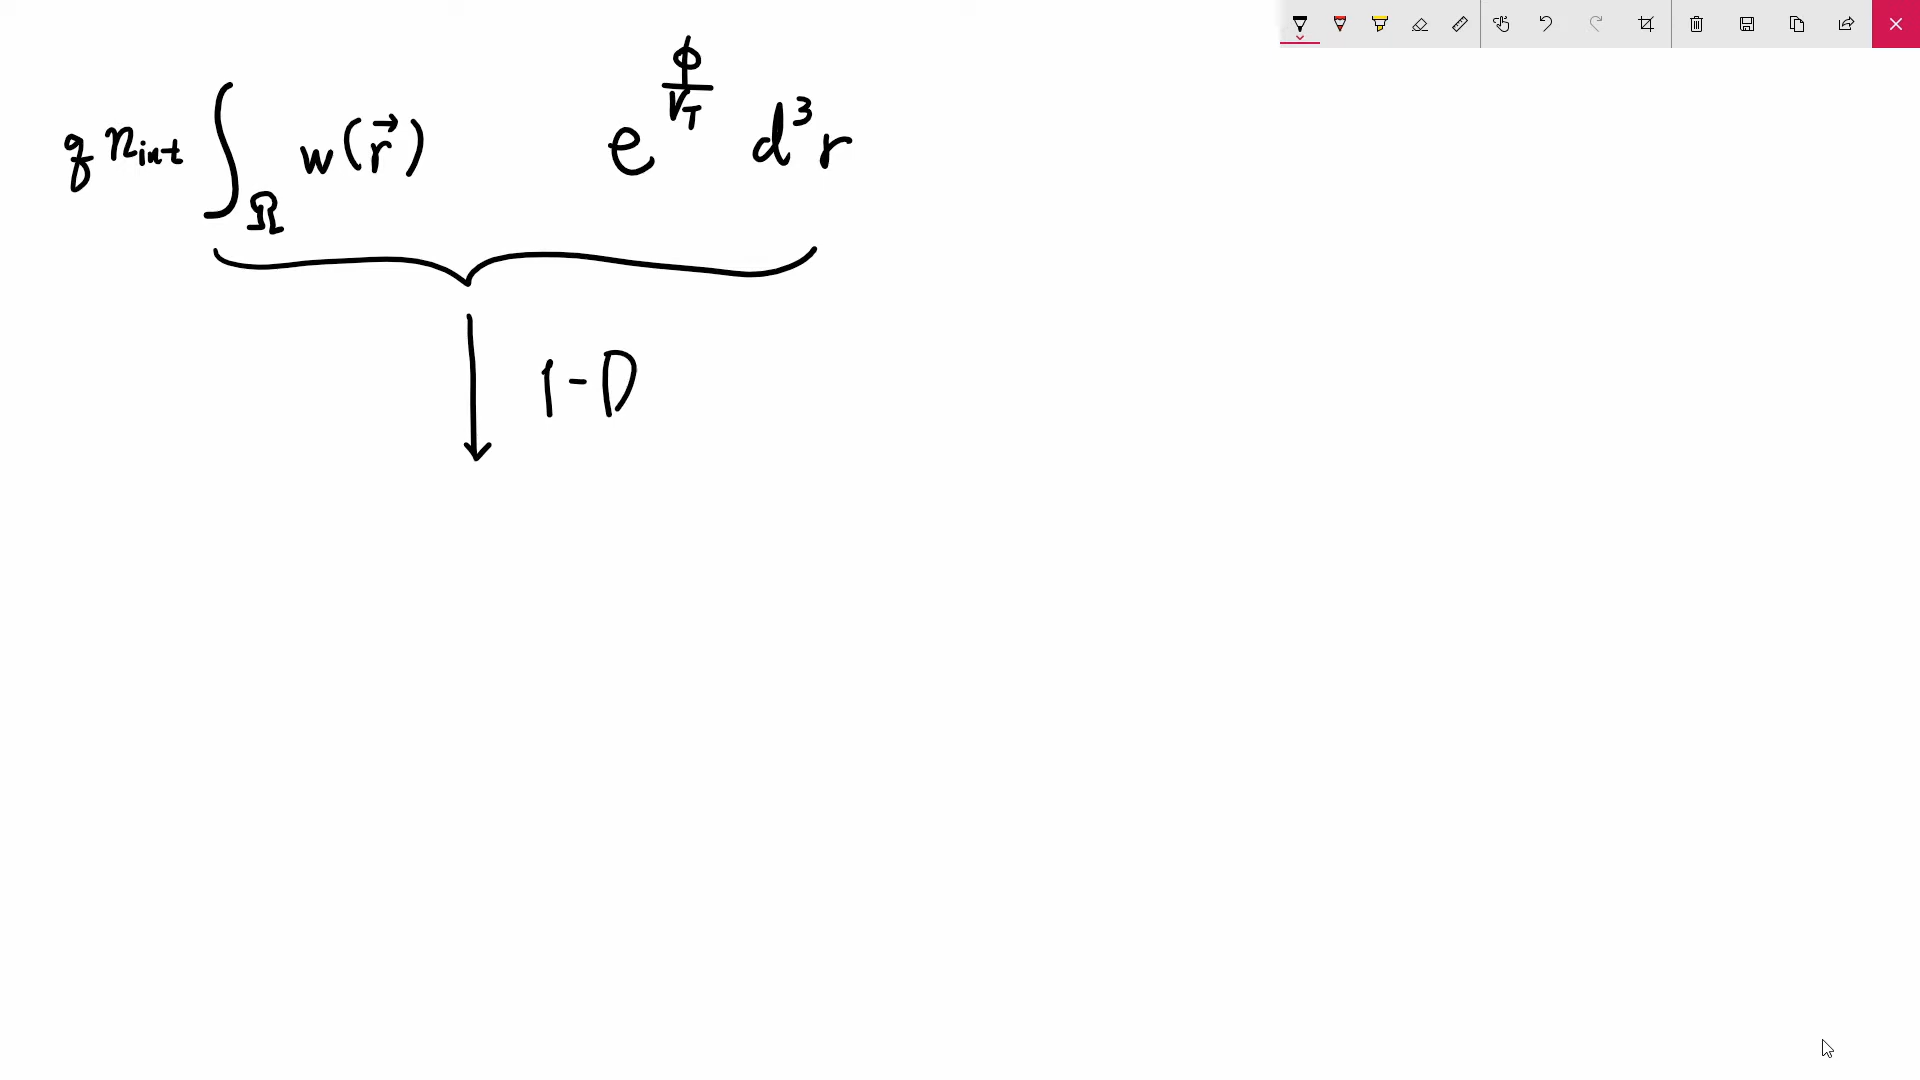 q n_int ∫_Ω w(r⃗) e^(ϕ/V_T) d³r
1-D